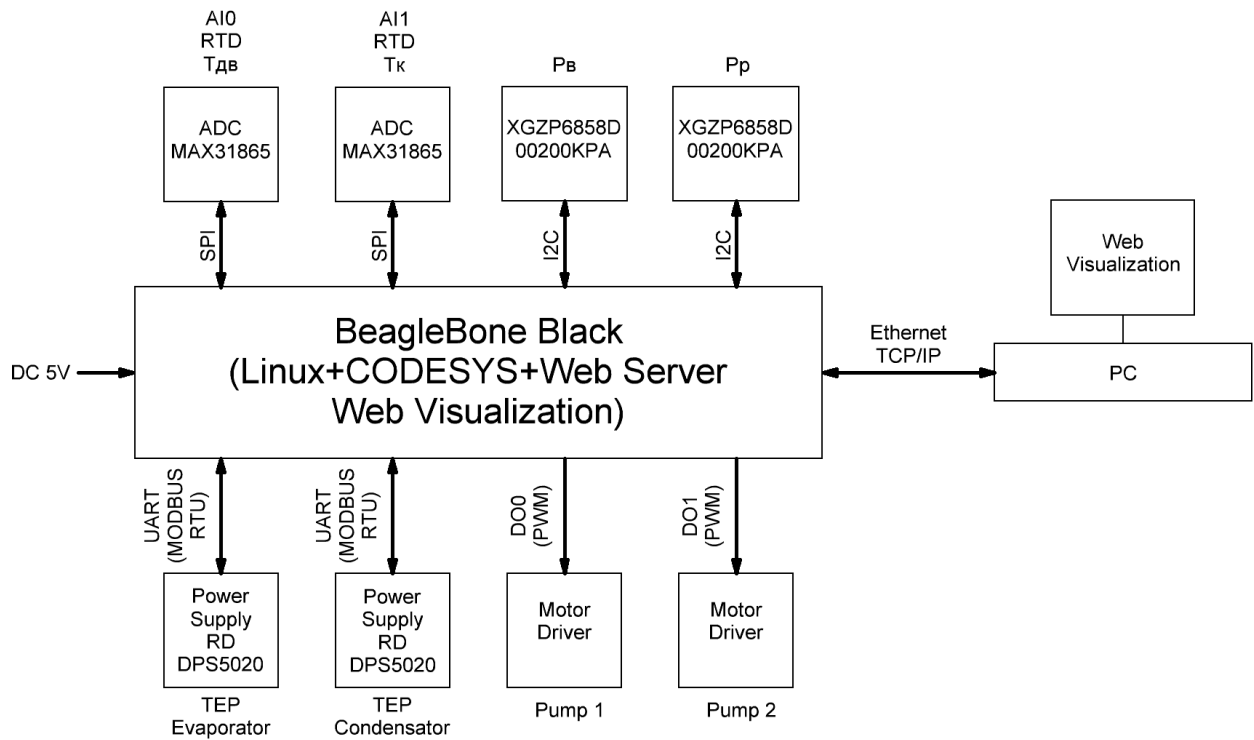 AI0
RTD
Тдв
AI1
RTD
Тк
Рв
Рр
ADC
MAX31865
ADC
MAX31865
XGZP6858D
00200KPA
XGZP6858D
00200KPA
SPI
SPI
I2C
I2C
Web
Visualization
BeagleBone Black
(Linux+CODESYS+Web Server
Web Visualization)
DC 5V
Ethernet
TCP/IP
PC
UART
(MODBUS
RTU)
UART
(MODBUS
RTU)
DO0
(PWM)
DO1
(PWM)
Power
Supply
RD
DPS5020
Power
Supply
RD
DPS5020
Motor
Driver
Motor
Driver
TEP
Evaporator
TEP
Condensator
Pump 1
Pump 2